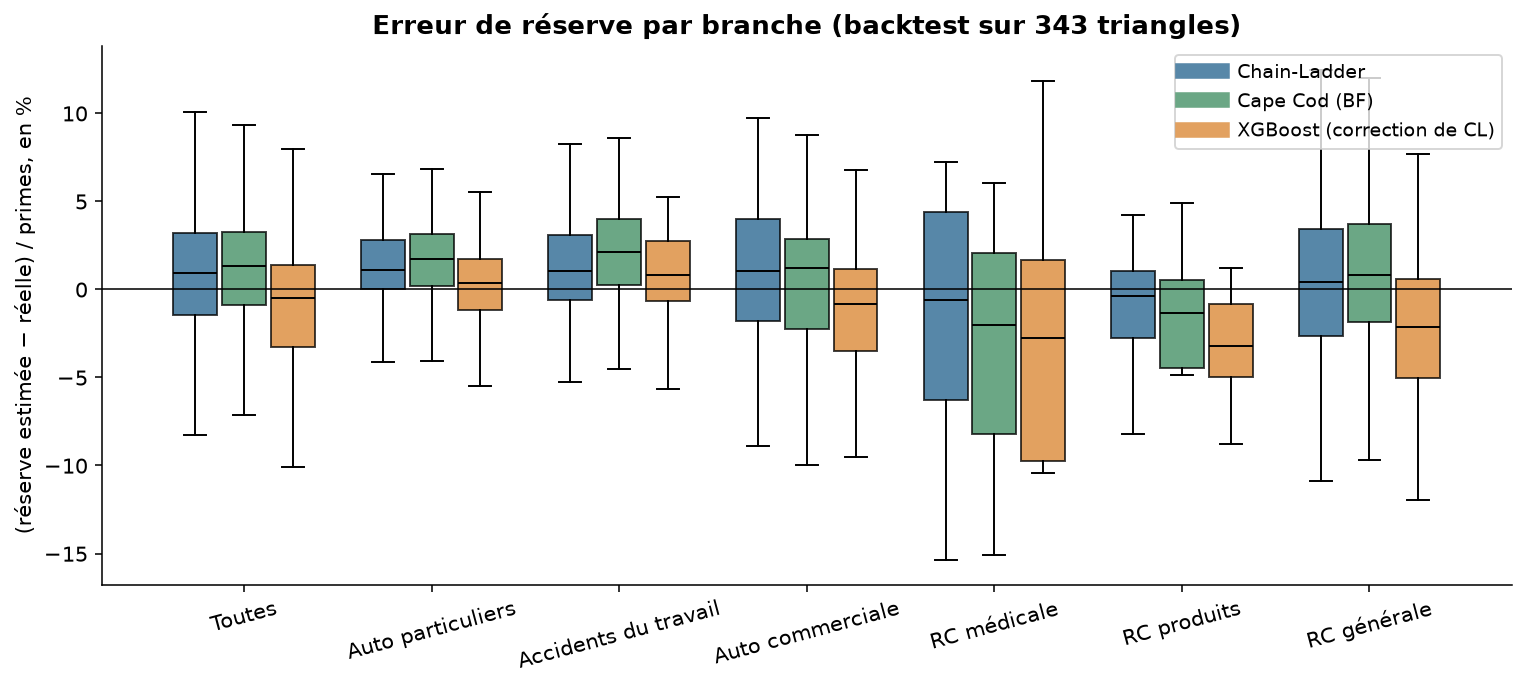 Erreur de réserve par branche (backtest sur 343 triangles)
Chain-Ladder
Cape Cod (BF)
XGBoost (correction de CL)
(réserve estimée − réelle) / primes, en %
10
5
0
−5
−10
−15
Toutes
Auto particuliers
Accidents du travail
Auto commerciale
RC médicale
RC produits
RC générale